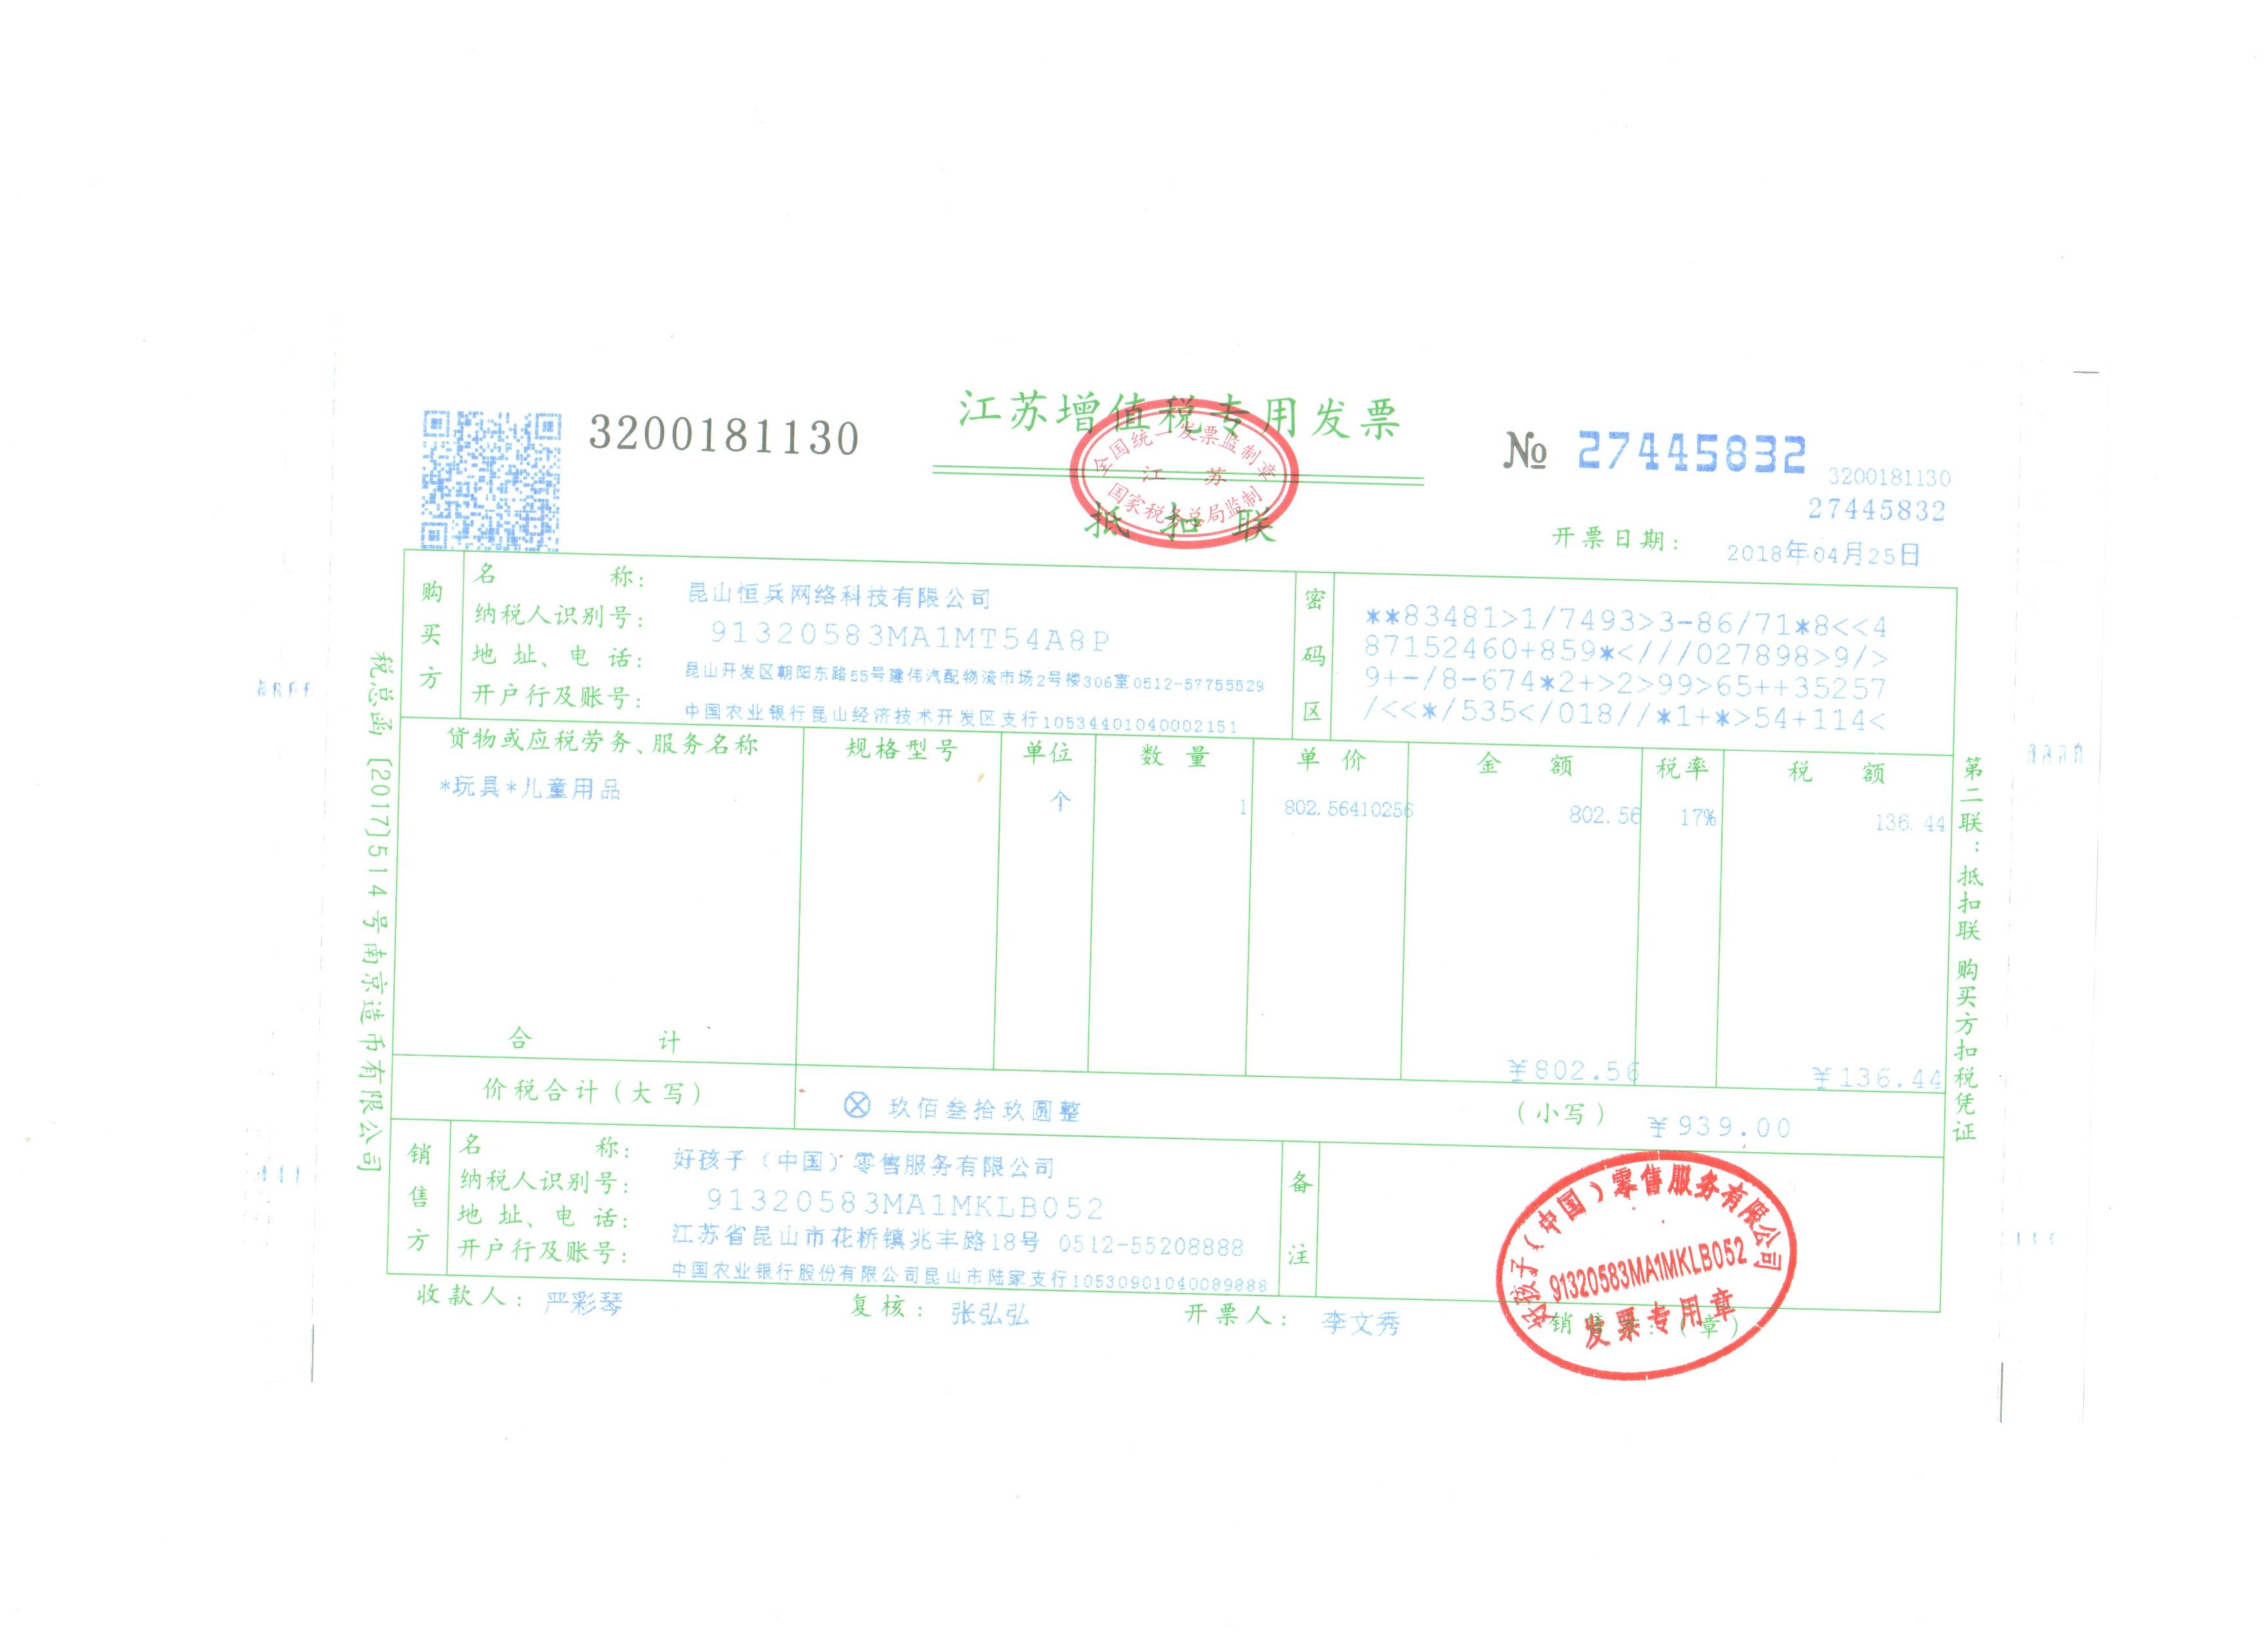 3200181130
江苏增值税专用发票
全国统一发票监制章
江 苏
国家税务总局监制
抵 扣 联
№ 27445832
3200181130
27445832
开票日期: 2018年04月25日
购买方
名 称: 昆山恒兵网络科技有限公司
纳税人识别号: 91320583MA1MT54A8P
地 址、电 话: 昆山开发区朝阳东路55号建伟汽配物流市场2号楼306室0512-57755529
开户行及账号: 中国农业银行昆山经济技术开发区支行10534401040002151
密码区
**83481>1/7493>3-86/71*8<<4
87152460+859*<///027898>9/>
9+-/8-674*2+>2>99>65++35257
/<<*/535</018//*1+*>54+114<
货物或应税劳务、服务名称 规格型号 单位 数 量 单 价 金 额 税率 税 额
*玩具*儿童用品 个 1 802.56410256 802.56 17% 136.44
合 计 ¥802.56 ¥136.44
价税合计(大写) ⊗ 玖佰叁拾玖圆整 (小写) ¥939.00
销售方
名 称: 好孩子(中国)零售服务有限公司
纳税人识别号: 91320583MA1MKLB052
地 址、电 话: 江苏省昆山市花桥镇兆丰路18号 0512-55208888
开户行及账号: 中国农业银行股份有限公司昆山市陆家支行10530901040089888
备注
收款人: 严彩琴 复核: 张弘弘 开票人: 李文秀 销 (章)
好孩子(中国)零售服务有限公司
91320583MA1MKLB052
发票专用章
税总函[2017]514号南京造币有限公司
第二联:抵扣联 购买方扣税凭证